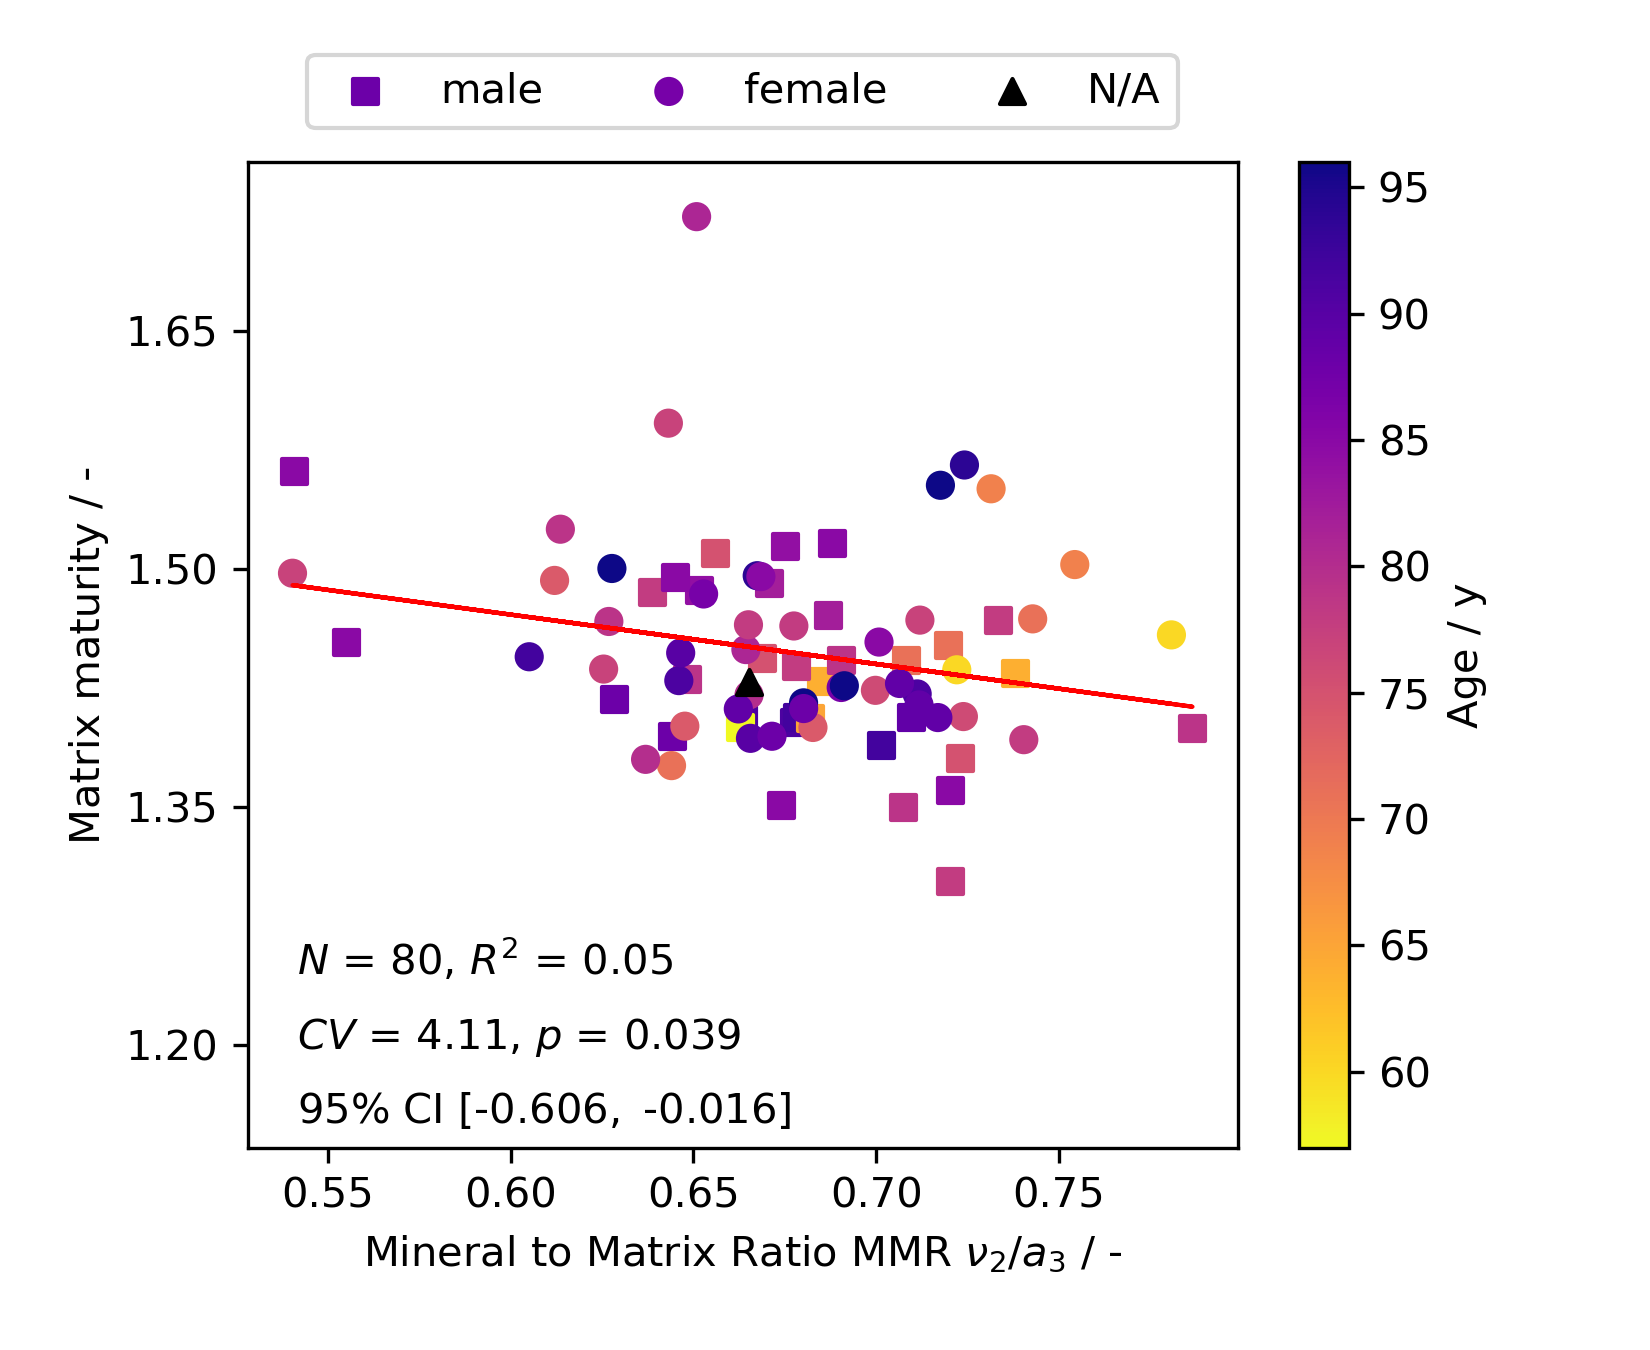 male female N/A
1.65
1.50
1.35
1.20
Matrix maturity / -
N = 80, R² = 0.05
CV = 4.11, p = 0.039
95% CI [-0.606, -0.016]
0.55 0.60 0.65 0.70 0.75
Mineral to Matrix Ratio MMR ν₂/a₃ / -
95
90
85
80
75
70
65
60
Age / y